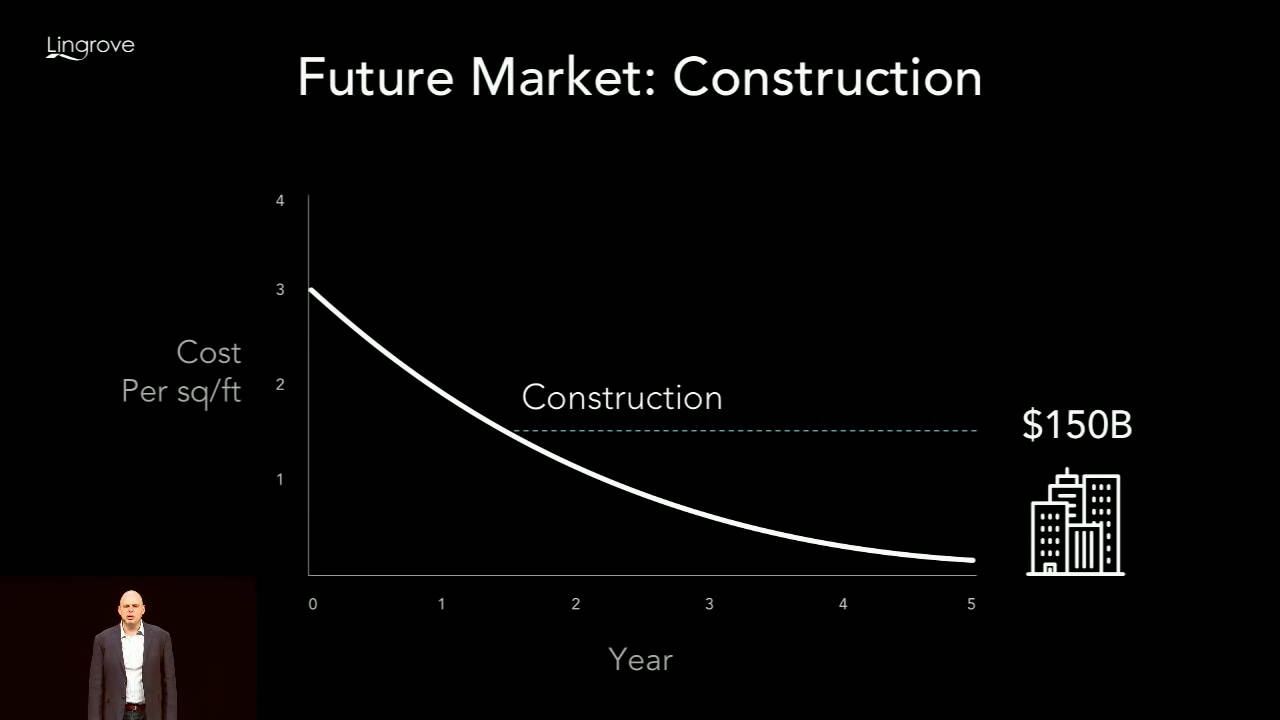 Lingrove
Future Market: Construction
4
3
Cost
Per sq/ft
2
Construction
$150B
1
0 1 2 3 4 5
Year